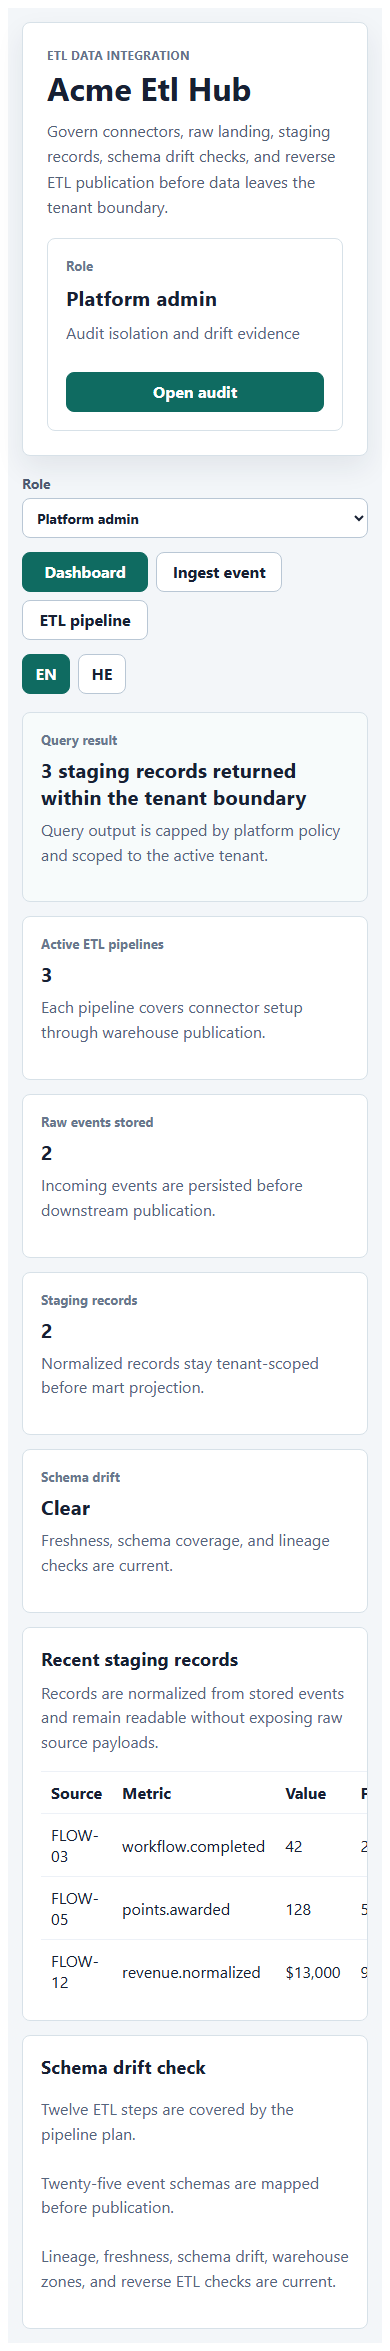 ETL DATA INTEGRATION
Acme Etl Hub
Govern connectors, raw landing, staging
records, schema drift checks, and reverse
ETL publication before data leaves the
tenant boundary.
Role
Platform admin
Audit isolation and drift evidence
Open audit
Role
Platform admin
Dashboard
Ingest event
ETL pipeline
EN
HE
Query result
3 staging records returned
within the tenant boundary
Query output is capped by platform policy
and scoped to the active tenant.
Active ETL pipelines
3
Each pipeline covers connector setup
through warehouse publication.
Raw events stored
2
Incoming events are persisted before
downstream publication.
Staging records
2
Normalized records stay tenant-scoped
before mart projection.
Schema drift
Clear
Freshness, schema coverage, and lineage
checks are current.
Recent staging records
Records are normalized from stored events
and remain readable without exposing raw
source payloads.
Source Metric Value
FLOW-
03 workflow.completed 42
FLOW-
05 points.awarded 128
FLOW-
12 revenue.normalized $13,000
Schema drift check
Twelve ETL steps are covered by the
pipeline plan.
Twenty-five event schemas are mapped
before publication.
Lineage, freshness, schema drift, warehouse
zones, and reverse ETL checks are current.